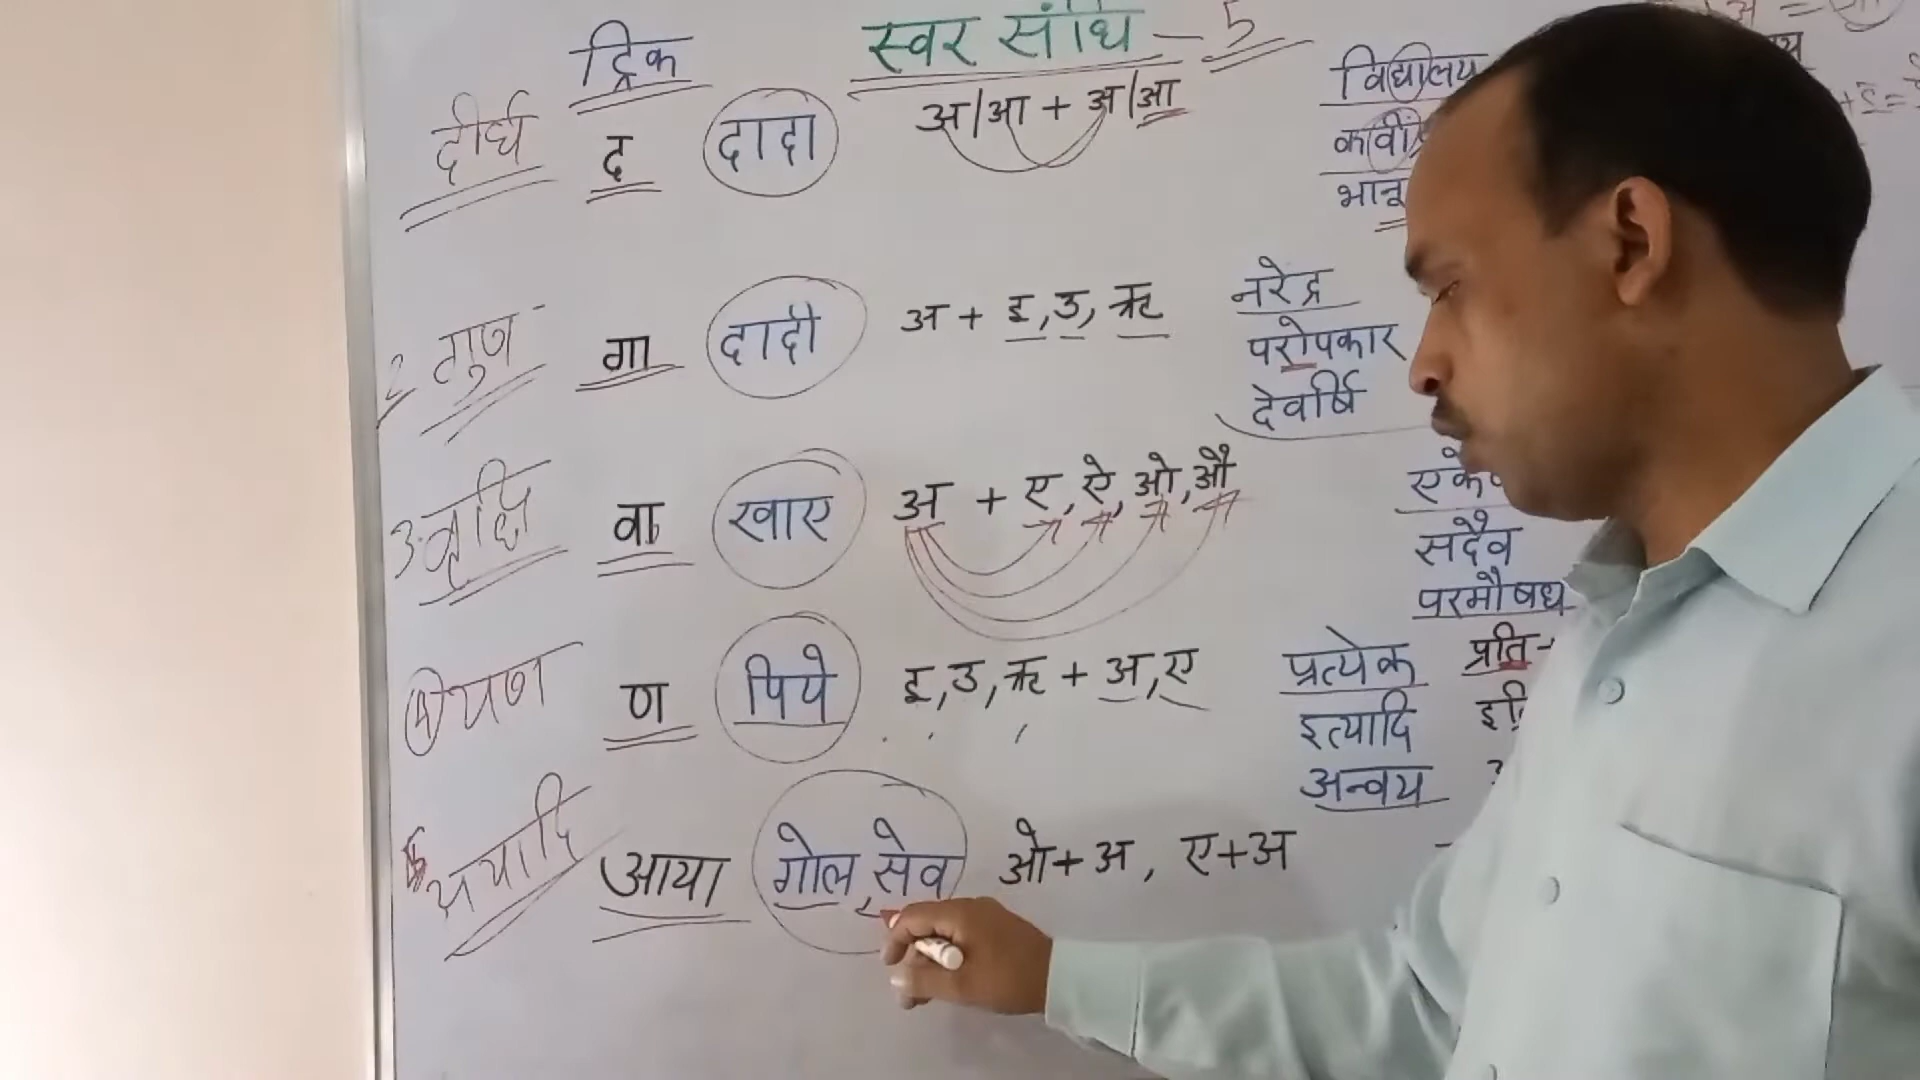 ट्रिक स्वर संधि - 5
दीर्घ द दादा अ/आ + अ/आ विद्यालय
2 गुण गा दादी अ + इ, उ, ऋ नरेद्र
परोपकार
देवर्षि
3. वृद्धि वा खाए अ + ए, ऐ, ओ, औ
सदैव
परमौषध
4 यण ण पिये इ, उ, ऋ + अ, ए प्रत्येक प्रति-
इत्यादि
अन्वय
5 अयादि आया गोल, सेव ओ+अ, ए+अ